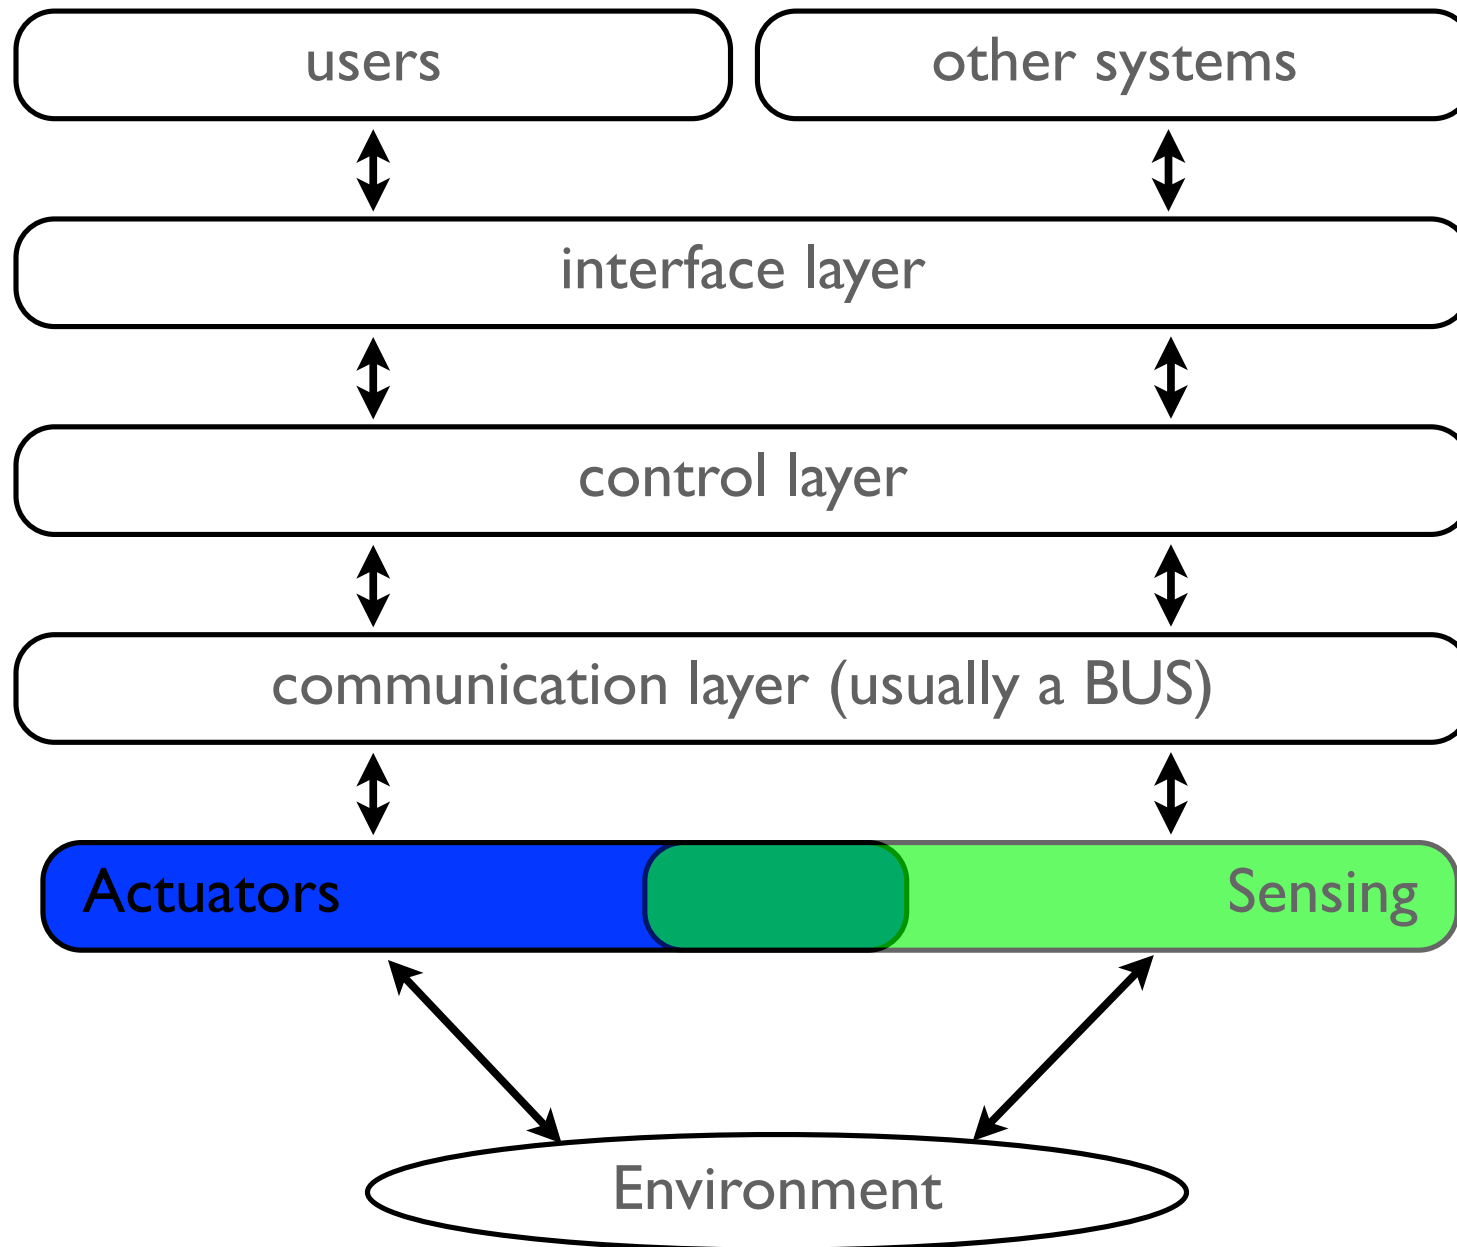 users
other systems
interface layer
control layer
communication layer (usually a BUS)
Actuators
Sensing
Environment